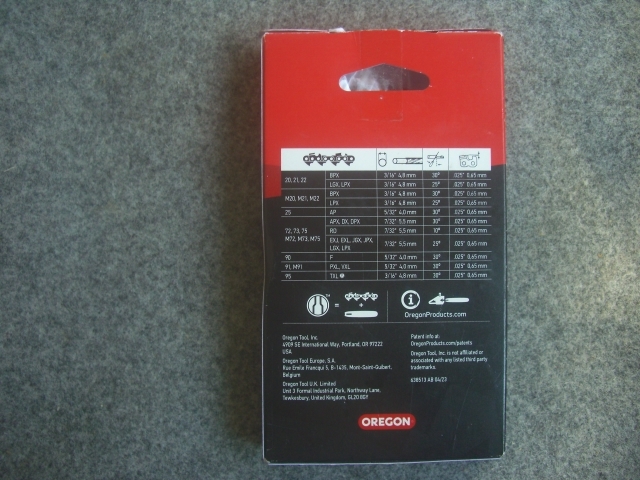 20, 21, 22 BPX 3/16" 4,8 mm 30° .025" 0,65 mm
LGX, LPX 3/16" 4,8 mm 25° .025" 0,65 mm
M20, M21, M22 BPX 3/16" 4,8 mm 30° .025" 0,65 mm
LPX 3/16" 4,8 mm 25° .025" 0,65 mm
25 AP 5/32" 4,0 mm 30° .025" 0,65 mm
72, 73, 75 APX, DX, DPX 7/32" 5,5 mm 30° .025" 0,65 mm
M72, M73, M75 RD 7/32" 5,5 mm 10° .025" 0,65 mm
EXJ, EXL, JGX, JPX, LGX, LPX 7/32" 5,5 mm 25° .025" 0,65 mm
90 F 5/32" 4,0 mm 30° .025" 0,65 mm
91, M91 PXL, VXL 5/32" 4,0 mm 30° .025" 0,65 mm
95 TXL 3/16" 4,8 mm 30° .025" 0,65 mm
= +
OregonProducts.com
Oregon Tool, Inc.
4909 SE International Way, Portland, OR 97222
USA
Oregon Tool Europe, S.A.
Rue Emile Francqui 5, B-1435, Mont-Saint-Guibert,
Belgium
Oregon Tool U.K. Limited
Unit 3 Formal Industrial Park, Northway Lane,
Tewkesbury, United Kingdom, GL20 8GY
Patent info at:
OregonProducts.com/patents
Oregon Tool, Inc. is not affiliated or
associated with any listed third party
trademarks.
638513 AB 04/23
OREGON